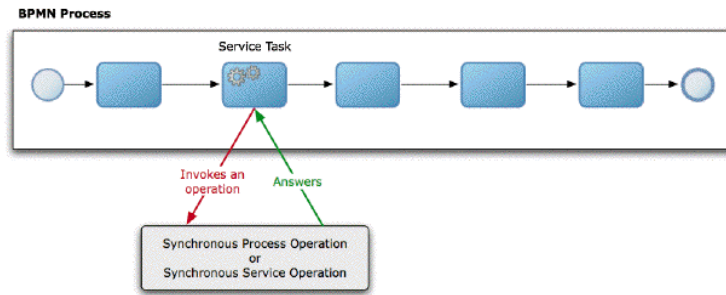 BPMN Process
Service Task
Invokes an
operation
Answers
Synchronous Process Operation
or
Synchronous Service Operation